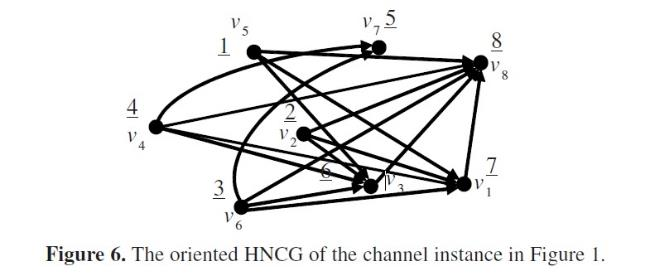 v5 v7 5
1 8
v8
4 2
v4 v2
6 7
3 v3 v1
v6
Figure 6. The oriented HNCG of the channel instance in Figure 1.